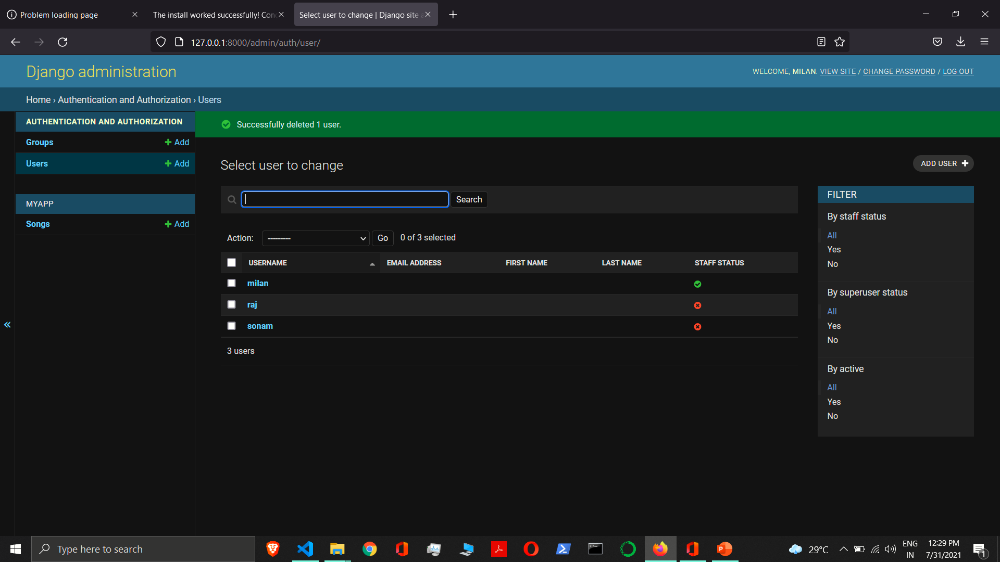 Problem loading page
The install worked successfully! Con
Select user to change | Django site a
127.0.0.1:8000/admin/auth/user/
Django administration
WELCOME, MILAN. VIEW SITE / CHANGE PASSWORD / LOG OUT
Home › Authentication and Authorization › Users
AUTHENTICATION AND AUTHORIZATION
Groups
Add
Users
Add
MYAPP
Songs
Add
Successfully deleted 1 user.
Select user to change
ADD USER
Search
Action: --------- Go 0 of 3 selected
USERNAME EMAIL ADDRESS FIRST NAME LAST NAME STAFF STATUS
milan
raj
sonam
3 users
FILTER
By staff status
All
Yes
No
By superuser status
All
Yes
No
By active
All
Yes
No
Type here to search
29°C
ENG
IN
12:29 PM
7/31/2021
1